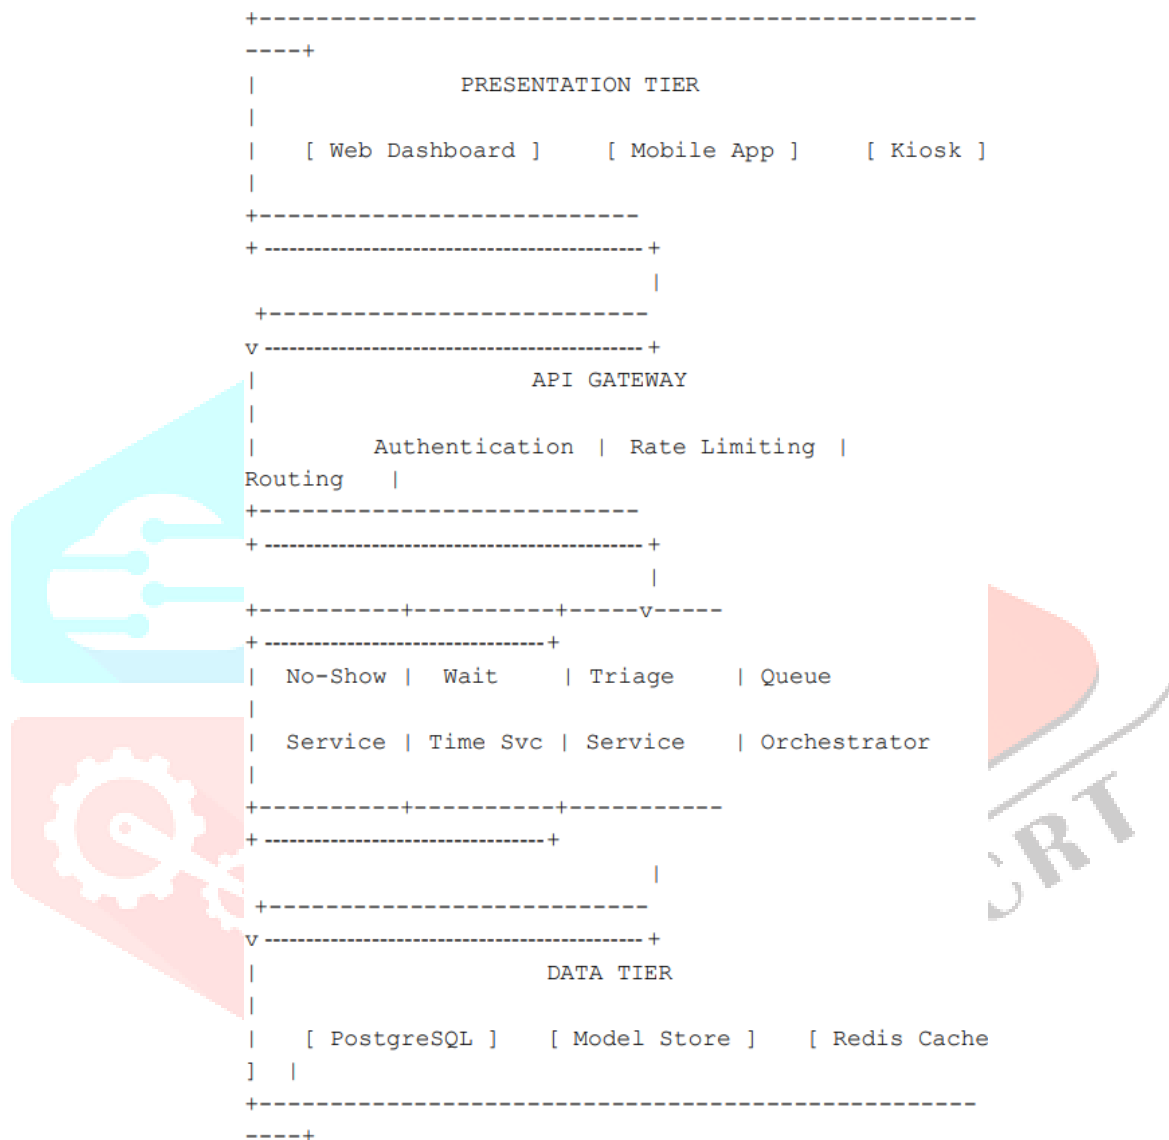 +---------------------------------------------------
----+
|               PRESENTATION TIER
|
|    [ Web Dashboard ]     [ Mobile App ]     [ Kiosk ]
|
+---------------------------
+ ---------------------------------------------- +
                             |
 +---------------------------
v ---------------------------------------------- +
|                    API GATEWAY
|
|         Authentication | Rate Limiting |
Routing   |
+---------------------------
+ ---------------------------------------------- +
                             |
+----------+----------+-----v-----
+ ---------------------------------- +
|  No-Show |  Wait     | Triage    | Queue
|
|  Service | Time Svc | Service   | Orchestrator
|
+----------+----------+-----------
+ ---------------------------------- +
                             |
 +---------------------------
v ---------------------------------------------- +
|                     DATA TIER
|
|    [ PostgreSQL ]    [ Model Store ]    [ Redis Cache
]  |
+---------------------------------------------------
----+
CRT